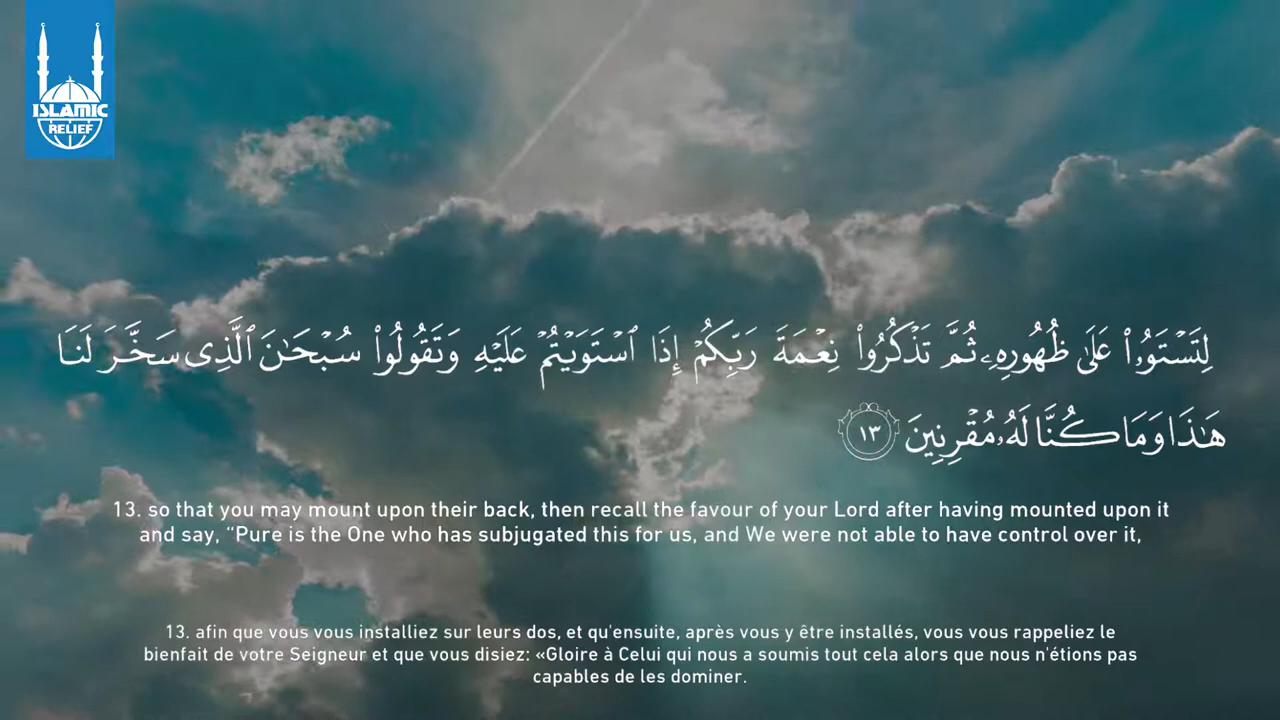 ISLAMIC
RELIEF
لِتَسْتَوُۥا۟ عَلَىٰ ظُهُورِهِۦ ثُمَّ تَذْكُرُوا۟ نِعْمَةَ رَبِّكُمْ إِذَا ٱسْتَوَيْتُمْ عَلَيْهِ وَتَقُولُوا۟ سُبْحَـٰنَ ٱلَّذِى سَخَّرَ لَنَا
هَـٰذَا وَمَا كُنَّا لَهُۥ مُقْرِنِينَ ١٣
13. so that you may mount upon their back, then recall the favour of your Lord after having mounted upon it
and say, “Pure is the One who has subjugated this for us, and We were not able to have control over it,
13. afin que vous vous installiez sur leurs dos, et qu'ensuite, après vous y être installés, vous vous rappeliez le
bienfait de votre Seigneur et que vous disiez: «Gloire à Celui qui nous a soumis tout cela alors que nous n'étions pas
capables de les dominer.